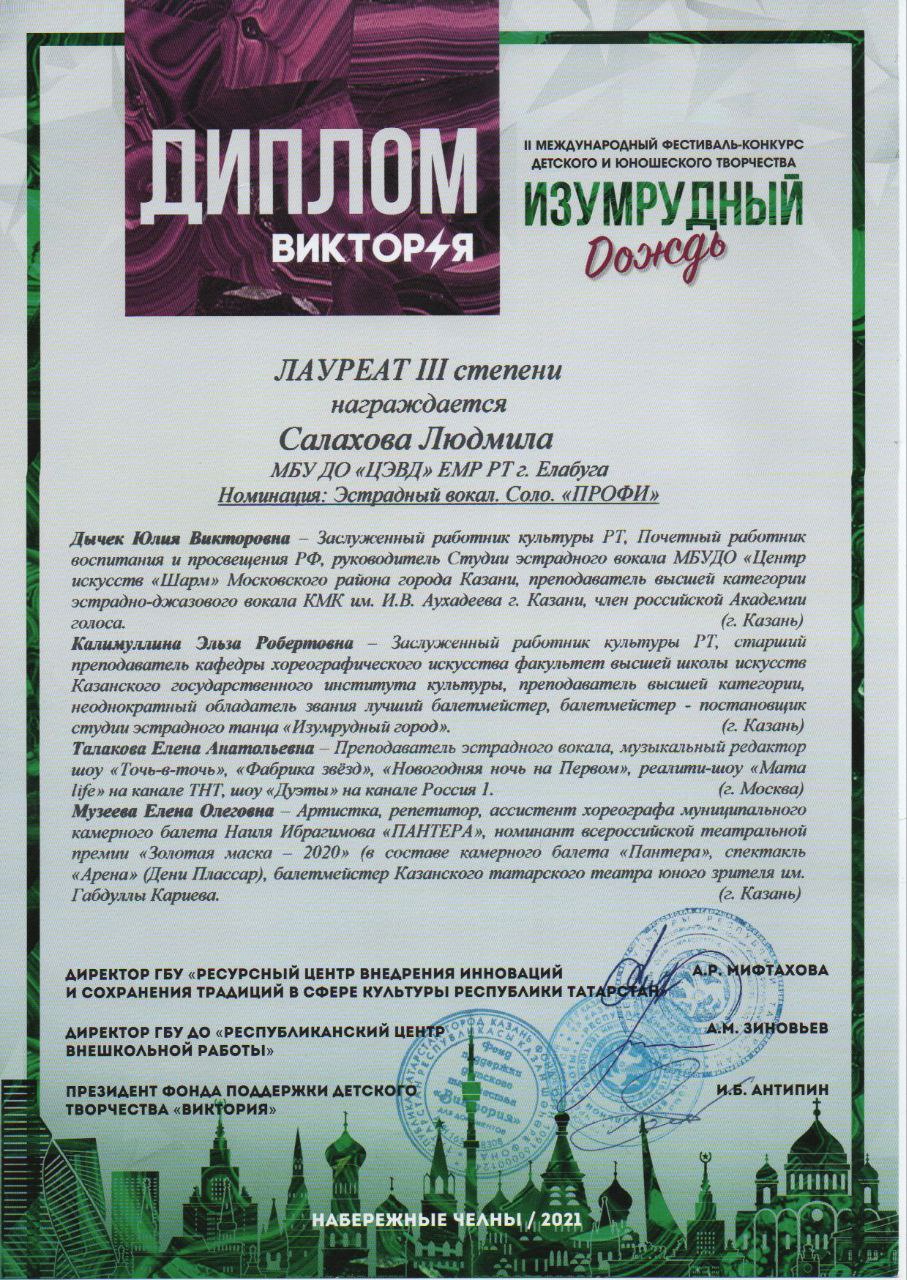 ДИПЛОМ
ВИКТОРИЯ
II МЕЖДУНАРОДНЫЙ ФЕСТИВАЛЬ-КОНКУРС
ДЕТСКОГО И ЮНОШЕСКОГО ТВОРЧЕСТВА
ИЗУМРУДНЫЙ
Дождь
ЛАУРЕАТ III степени
награждается
Салахова Людмила
МБУ ДО «ЦЭВД» ЕМР РТ г. Елабуга
Номинация: Эстрадный вокал. Соло. «ПРОФИ»
Дычек Юлия Викторовна – Заслуженный работник культуры РТ, Почетный работник
воспитания и просвещения РФ, руководитель Студии эстрадного вокала МБУДО «Центр
искусств «Шарм» Московского района города Казани, преподаватель высшей категории
эстрадно-джазового вокала КМК им. И.В. Аухадеева г. Казани, член российской Академии
голоса. (г. Казань)
Калимуллина Эльза Робертовна – Заслуженный работник культуры РТ, старший
преподаватель кафедры хореографического искусства факультет высшей школы искусств
Казанского государственного института культуры, преподаватель высшей категории,
неоднократный обладатель звания лучший балетмейстер, балетмейстер - постановщик
студии эстрадного танца «Изумрудный город». (г. Казань)
Талакова Елена Анатольевна – Преподаватель эстрадного вокала, музыкальный редактор
шоу «Точь-в-точь», «Фабрика звёзд», «Новогодняя ночь на Первом», реалити-шоу «Мата
life» на канале ТНТ, шоу «Дуэты» на канале Россия 1. (г. Москва)
Музеева Елена Олеговна – Артистка, репетитор, ассистент хореографа муниципального
камерного балета Наиля Ибрагимова «ПАНТЕРА», номинант всероссийской театральной
премии «Золотая маска – 2020» (в составе камерного балета «Пантера», спектакль
«Арена» (Дени Плассар), балетмейстер Казанского татарского театра юного зрителя им.
Габдуллы Кариева. (г. Казань)
ДИРЕКТОР ГБУ «РЕСУРСНЫЙ ЦЕНТР ВНЕДРЕНИЯ ИННОВАЦИЙ А.Р. МИФТАХОВА
И СОХРАНЕНИЯ ТРАДИЦИЙ В СФЕРЕ КУЛЬТУРЫ РЕСПУБЛИКИ ТАТАРСТАН»
ДИРЕКТОР ГБУ ДО «РЕСПУБЛИКАНСКИЙ ЦЕНТР А.М. ЗИНОВЬЕВ
ВНЕШКОЛЬНОЙ РАБОТЫ»
ПРЕЗИДЕНТ ФОНДА ПОДДЕРЖКИ ДЕТСКОГО И.Б. АНТИПИН
ТВОРЧЕСТВА «ВИКТОРИЯ»
Фонд
поддержки
"Виктория"
для документов
НАБЕРЕЖНЫЕ ЧЕЛНЫ / 2021